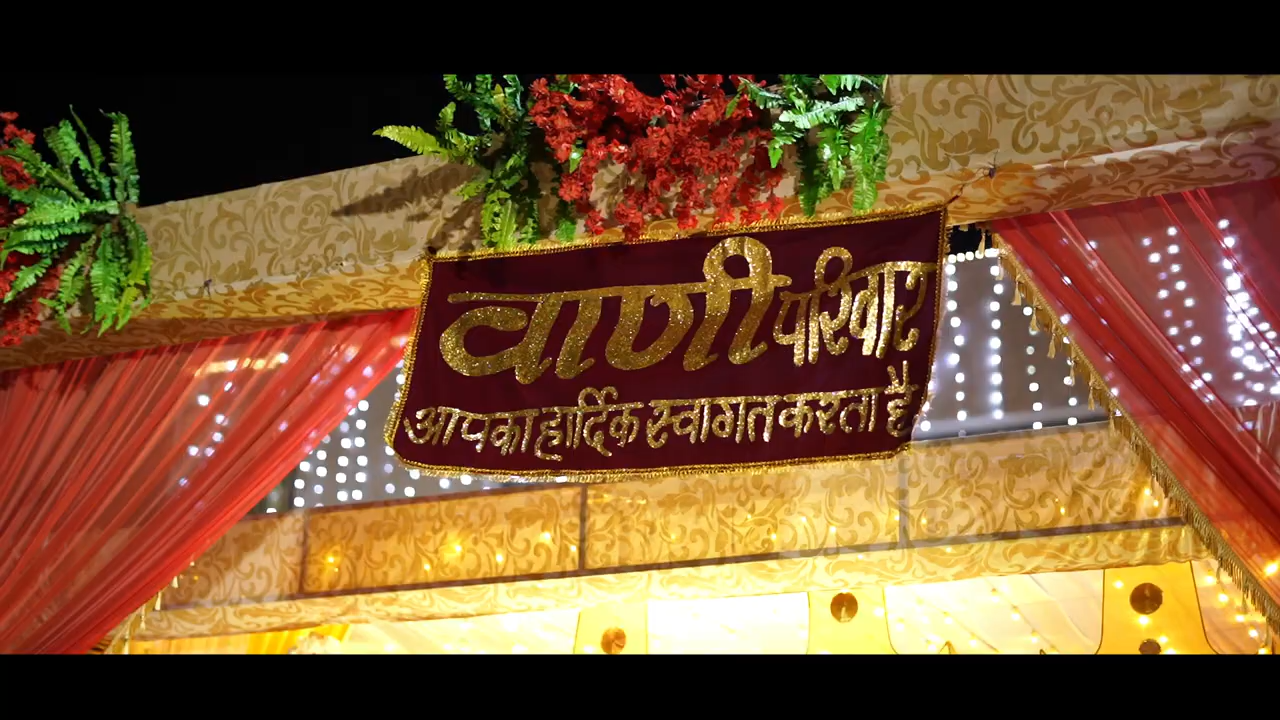 वाणी परिवार
आपका हार्दिक स्वागत करता है